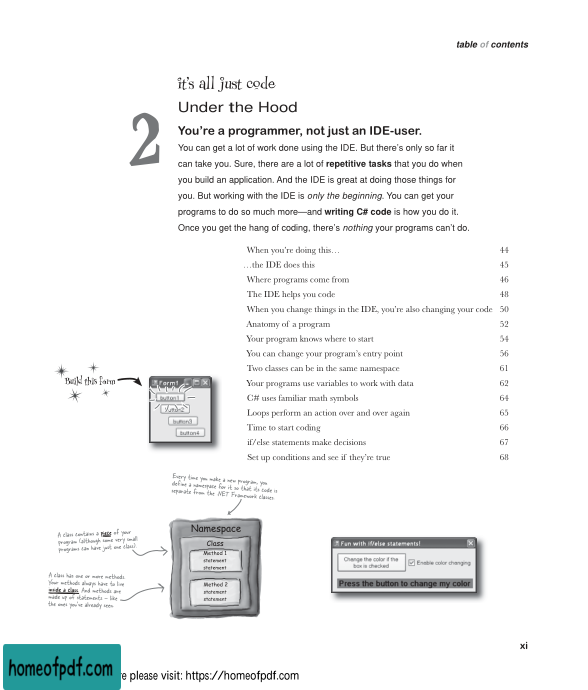 table of contents
it's all just code
Under the Hood
2
You're a programmer, not just an IDE-user.
You can get a lot of work done using the IDE. But there's only so far it
can take you. Sure, there are a lot of repetitive tasks that you do when
you build an application. And the IDE is great at doing those things for
you. But working with the IDE is only the beginning. You can get your
programs to do so much more—and writing C# code is how you do it.
Once you get the hang of coding, there's nothing your programs can't do.
When you're doing this… 44
…the IDE does this 45
Where programs come from 46
The IDE helps you code 48
When you change things in the IDE, you're also changing your code 50
Anatomy of a program 52
Your program knows where to start 54
You can change your program's entry point 56
Two classes can be in the same namespace 61
Your programs use variables to work with data 62
C# uses familiar math symbols 64
Loops perform an action over and over again 65
Time to start coding 66
if/else statements make decisions 67
Set up conditions and see if they're true 68
Build this form
Form1
button1
button2
button3
button4
Every time you make a new program, you
define a namespace for it so that its code is
separate from the .NET Framework classes.
A class contains a piece of your
program (although some very small
programs can have just one class).
A class has one or more methods.
Your methods always have to live
inside a class. And methods are
made up of statements – like
the ones you've already seen.
Namespace
Class
Method 1
statement
statement
Method 2
statement
statement
Fun with if/else statements!
Change the color if the
box is checked
Enable color changing
Press the button to change my color
xi
homeofpdf.com
e please visit: https://homeofpdf.com